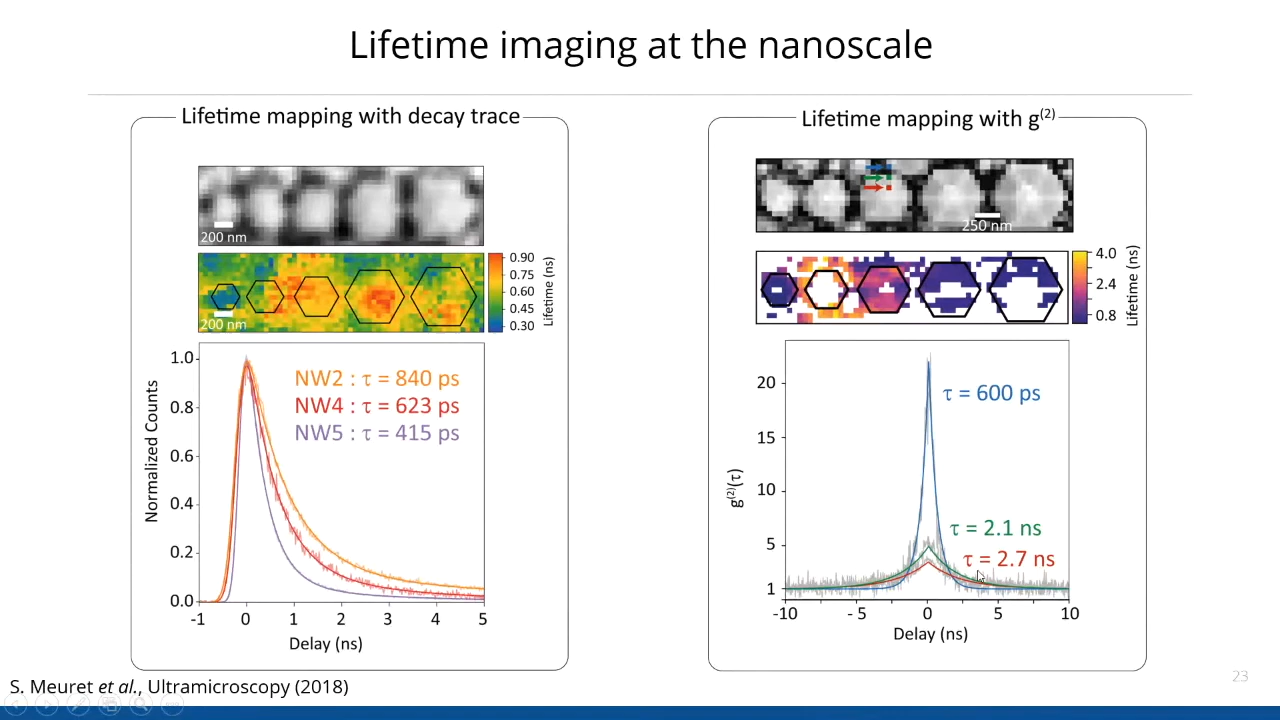 Lifetime imaging at the nanoscale
Lifetime mapping with decay trace
200 nm
200 nm
0.90
0.75
0.60
0.45
0.30
Lifetime (ns)
Normalized Counts
1.0
0.8
0.6
0.4
0.2
0.0
NW2 : τ = 840 ps
NW4 : τ = 623 ps
NW5 : τ = 415 ps
-1 0 1 2 3 4 5
Delay (ns)
Lifetime mapping with g⁽²⁾
250 nm
4.0
2.4
0.8
Lifetime (ns)
g⁽²⁾(τ)
20
15
10
5
1
τ = 600 ps
τ = 2.1 ns
τ = 2.7 ns
-10 -5 0 5 10
Delay (ns)
S. Meuret et al., Ultramicroscopy (2018)
23